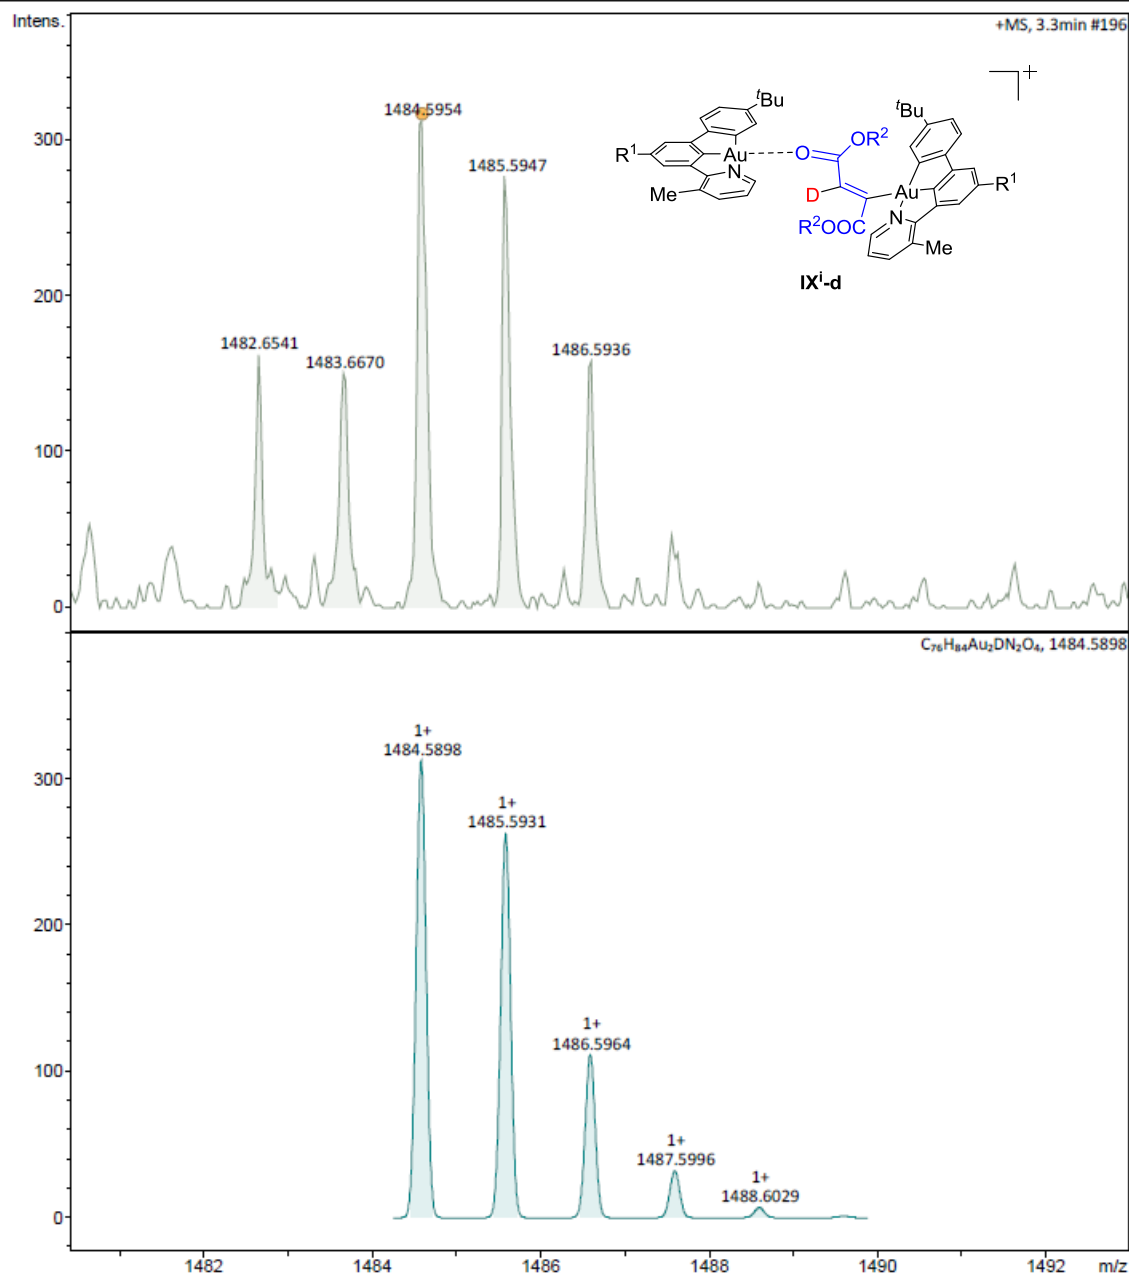 Intens.
+MS, 3.3min #196
1484.5954
1485.5947
1482.6541
1483.6670
1486.5936
300
200
100
0
tBu
R1
Au
N
Me
O
OR2
D
R2OOC
tBu
Au
N
R1
Me
+
IXi-d
C₇₆H₈₄Au₂DN₂O₄, 1484.5898
1+
1484.5898
1+
1485.5931
1+
1486.5964
1+
1487.5996
1+
1488.6029
300
200
100
0
1482
1484
1486
1488
1490
1492
m/z